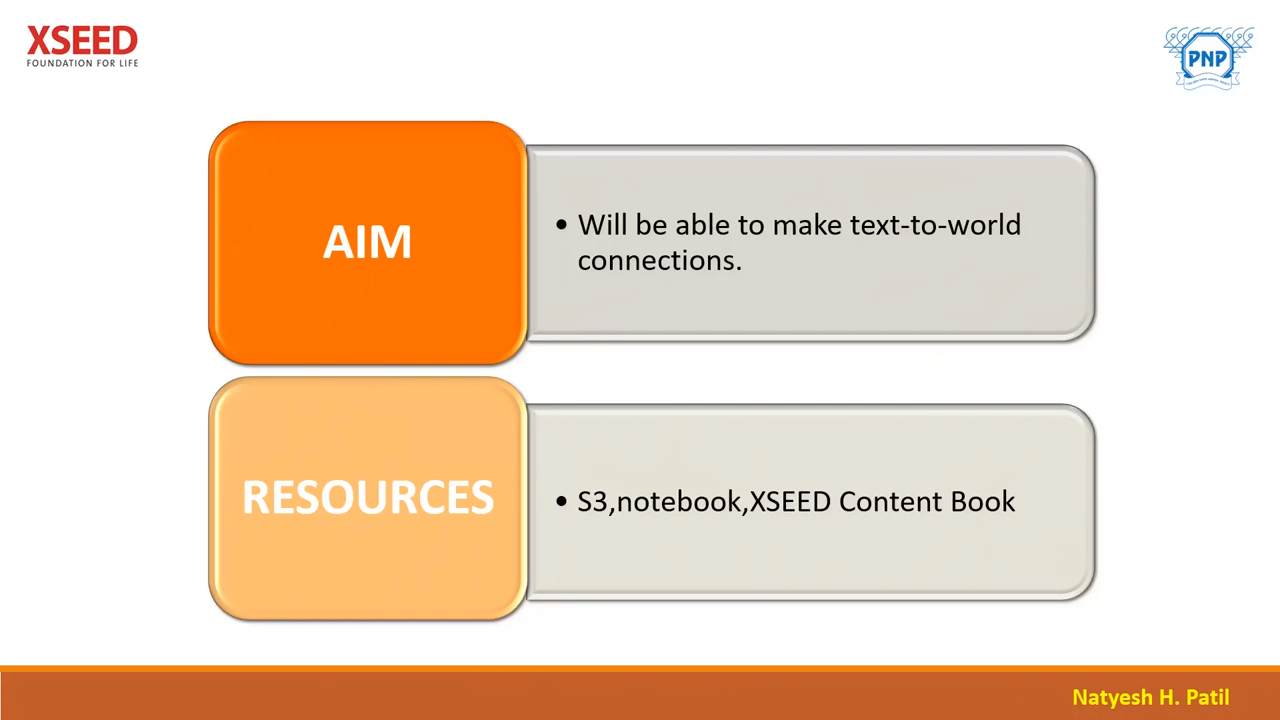 XSEED
FOUNDATION FOR LIFE
PNP
AIM
• Will be able to make text-to-world
connections.
RESOURCES
• S3,notebook,XSEED Content Book
Natyesh H. Patil